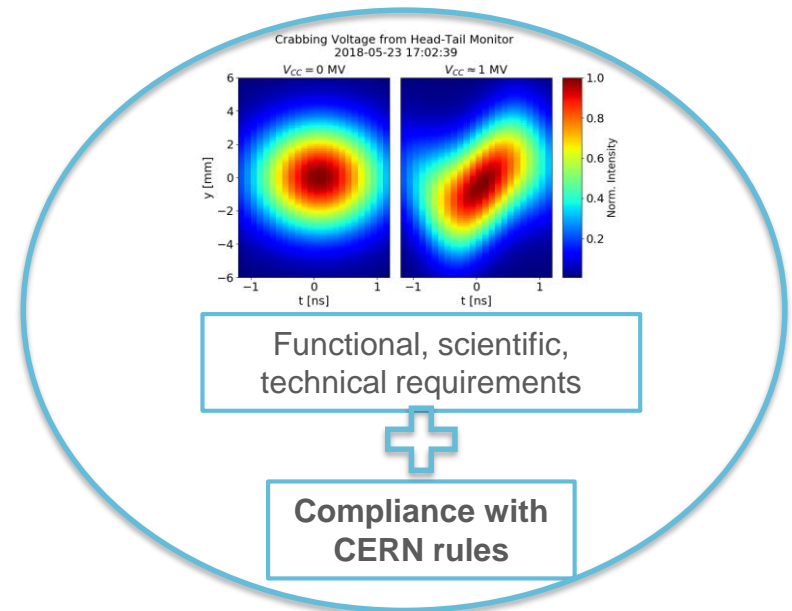 Crabbing Voltage from Head-Tail Monitor
2018-05-23 17:02:39
V_CC = 0 MV
V_CC ≈ 1 MV
6
4
2
0
−2
−4
−6
y [mm]
−1 0 1
t [ns]
−1 0 1
t [ns]
1.0
0.8
0.6
0.4
0.2
Norm. Intensity
Functional, scientific,
technical requirements
Compliance with
CERN rules